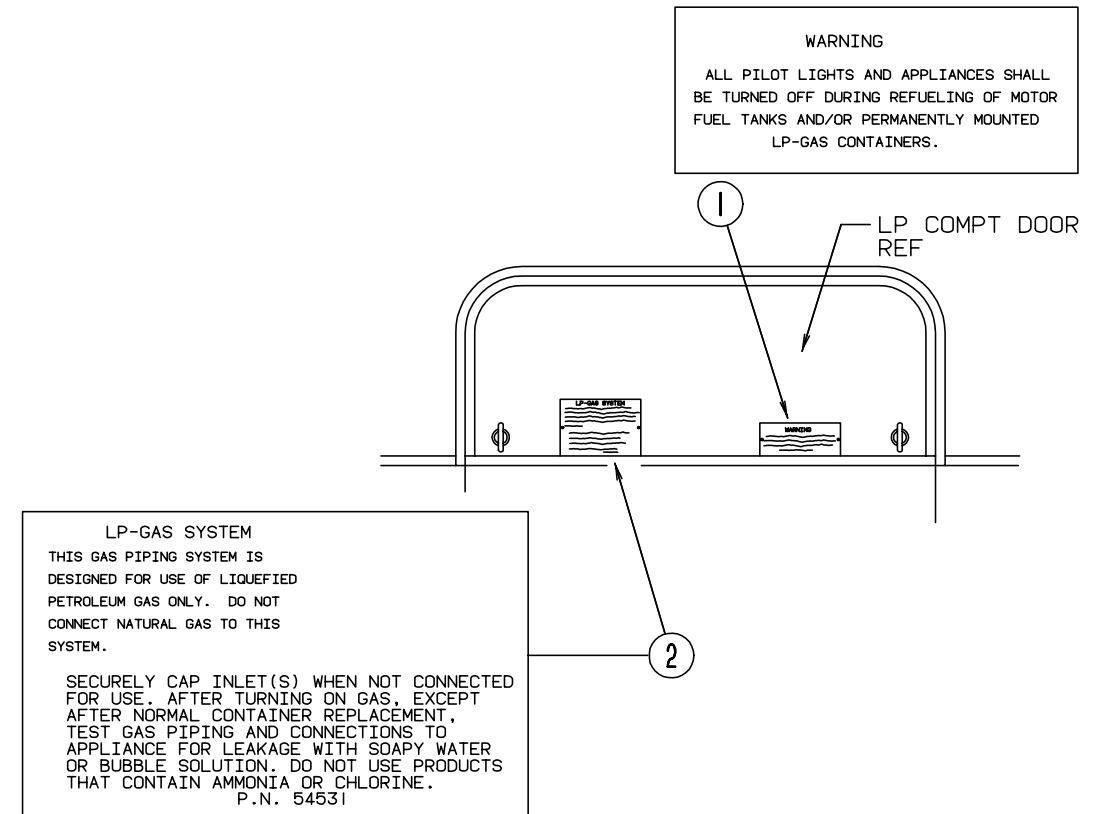 WARNING
ALL PILOT LIGHTS AND APPLIANCES SHALL
BE TURNED OFF DURING REFUELING OF MOTOR
FUEL TANKS AND/OR PERMANENTLY MOUNTED
LP-GAS CONTAINERS.
1
LP COMPT DOOR
REF
LP-GAS SYSTEM
WARNING
LP-GAS SYSTEM
THIS GAS PIPING SYSTEM IS
DESIGNED FOR USE OF LIQUEFIED
PETROLEUM GAS ONLY. DO NOT
CONNECT NATURAL GAS TO THIS
SYSTEM.
2
SECURELY CAP INLET(S) WHEN NOT CONNECTED
FOR USE. AFTER TURNING ON GAS, EXCEPT
AFTER NORMAL CONTAINER REPLACEMENT,
TEST GAS PIPING AND CONNECTIONS TO
APPLIANCE FOR LEAKAGE WITH SOAPY WATER
OR BUBBLE SOLUTION. DO NOT USE PRODUCTS
THAT CONTAIN AMMONIA OR CHLORINE.
P.N. 54531